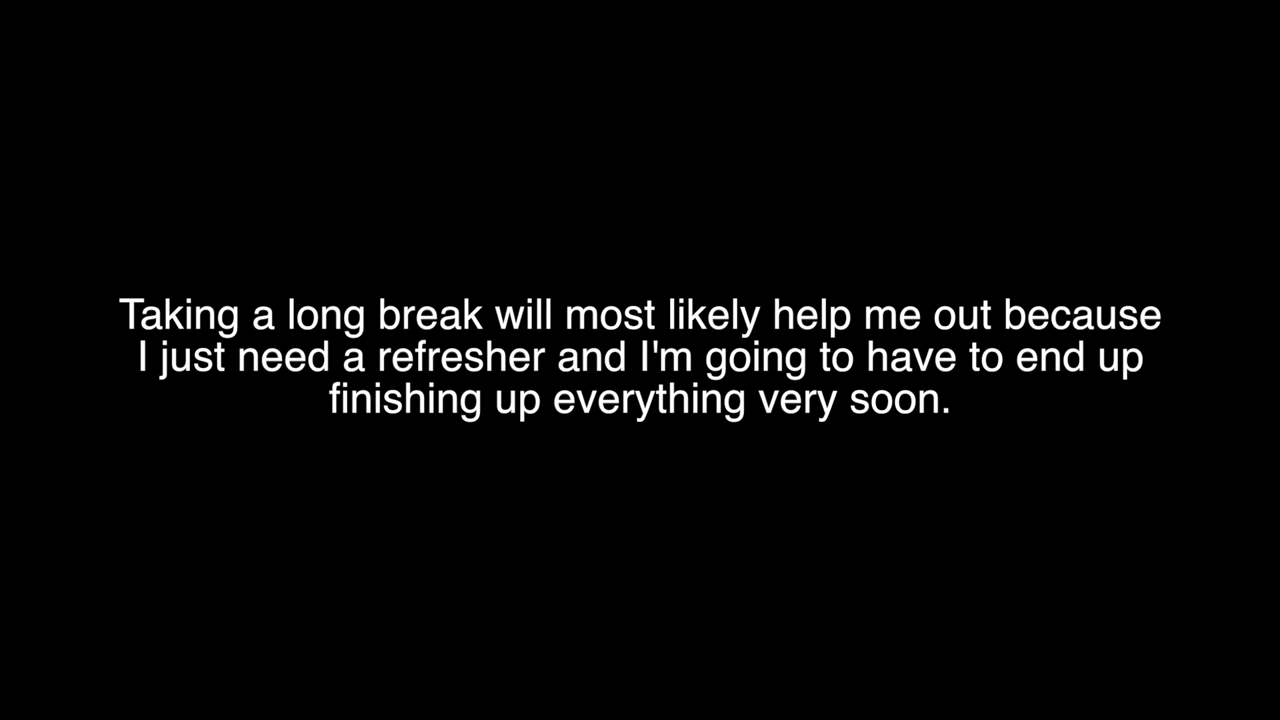 Taking a long break will most likely help me out because
I just need a refresher and I'm going to have to end up
finishing up everything very soon.